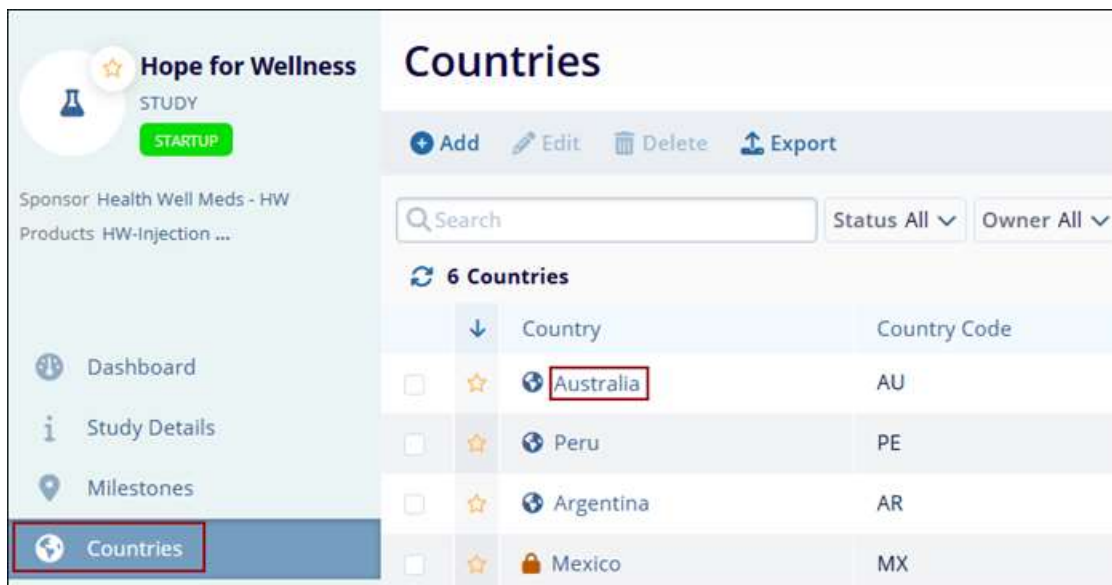 Hope for Wellness
STUDY
STARTUP
Sponsor Health Well Meds - HW
Products HW-Injection ...
Dashboard
Study Details
Milestones
Countries
Countries
Add Edit Delete Export
Search Status All Owner All
6 Countries
Country Country Code
Australia AU
Peru PE
Argentina AR
Mexico MX